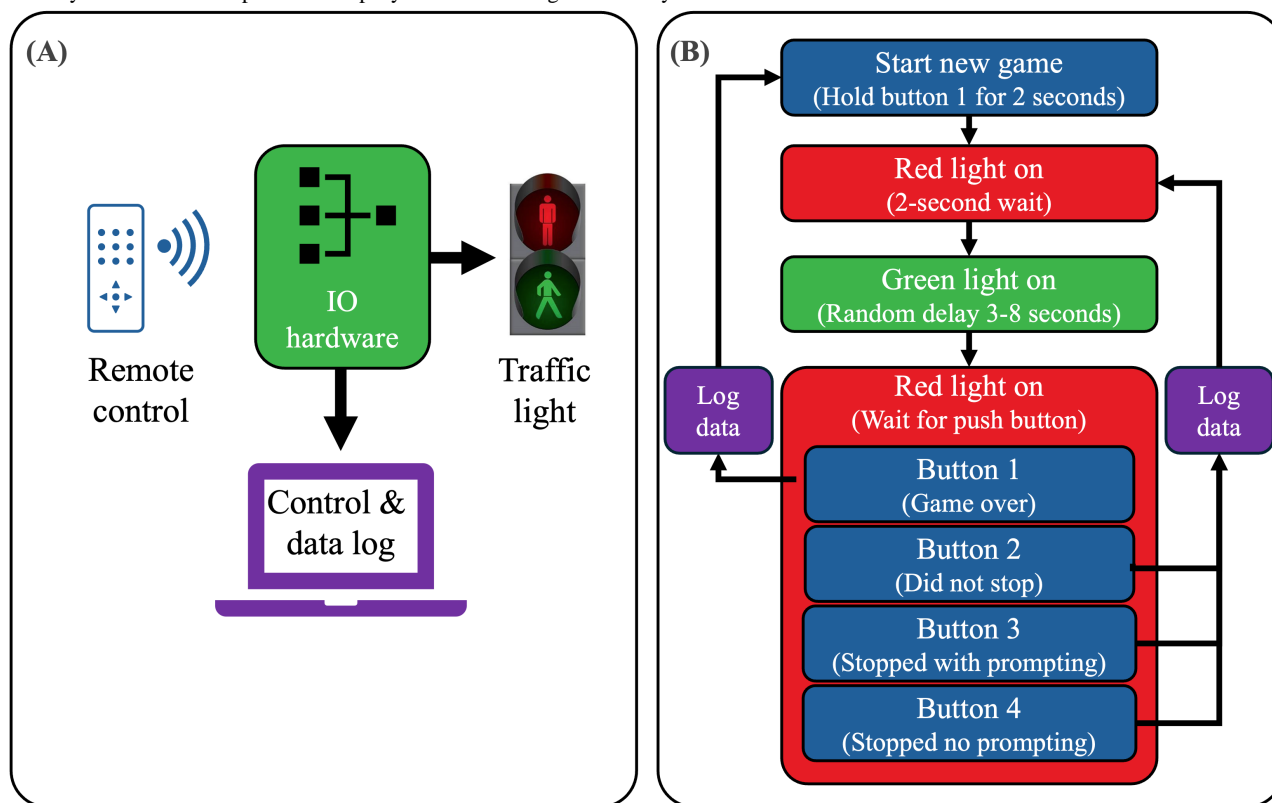 (A)
IO
hardware
Remote
control
Traffic
light
Control &
data log
(B)
Start new game
(Hold button 1 for 2 seconds)
Red light on
(2-second wait)
Green light on
(Random delay 3-8 seconds)
Log
data
Red light on
(Wait for push button)
Log
data
Button 1
(Game over)
Button 2
(Did not stop)
Button 3
(Stopped with prompting)
Button 4
(Stopped no prompting)